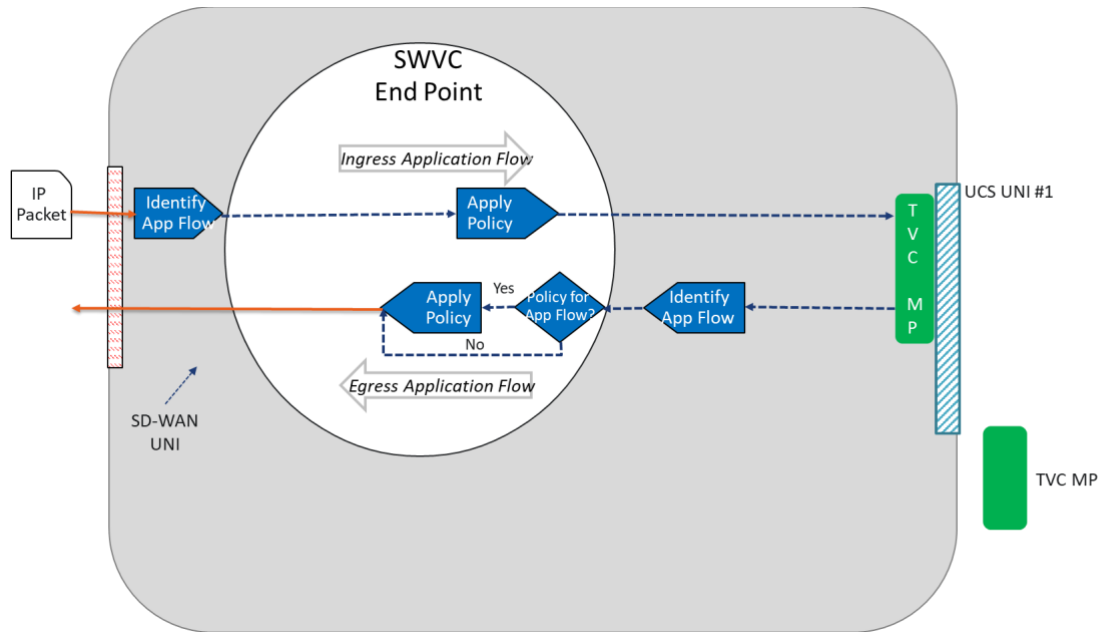 SWVC
End Point
Ingress Application Flow
IP
Packet
Identify
App Flow
Apply
Policy
T
V
C
M
P
UCS UNI #1
Yes
Apply
Policy
Policy for
App Flow?
Identify
App Flow
No
Egress Application Flow
SD-WAN
UNI
TVC MP